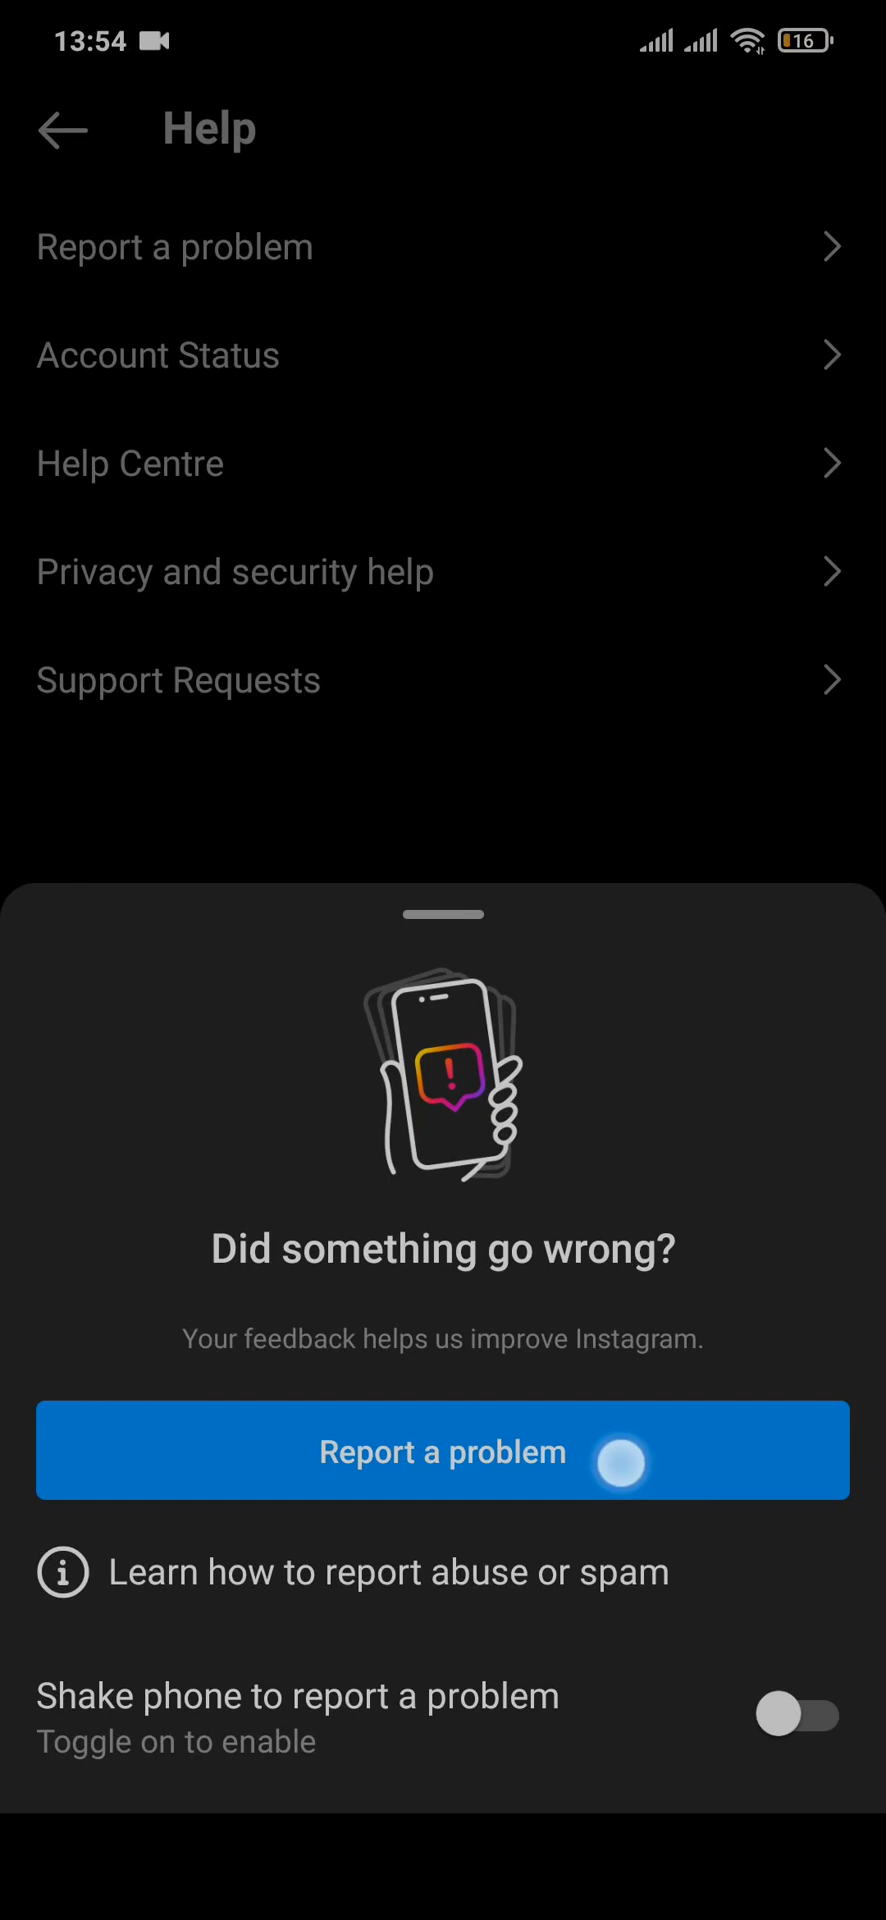 13:54
16
Help
Report a problem
Account Status
Help Centre
Privacy and security help
Support Requests
Did something go wrong?
Your feedback helps us improve Instagram.
Report a problem
Learn how to report abuse or spam
Shake phone to report a problem
Toggle on to enable